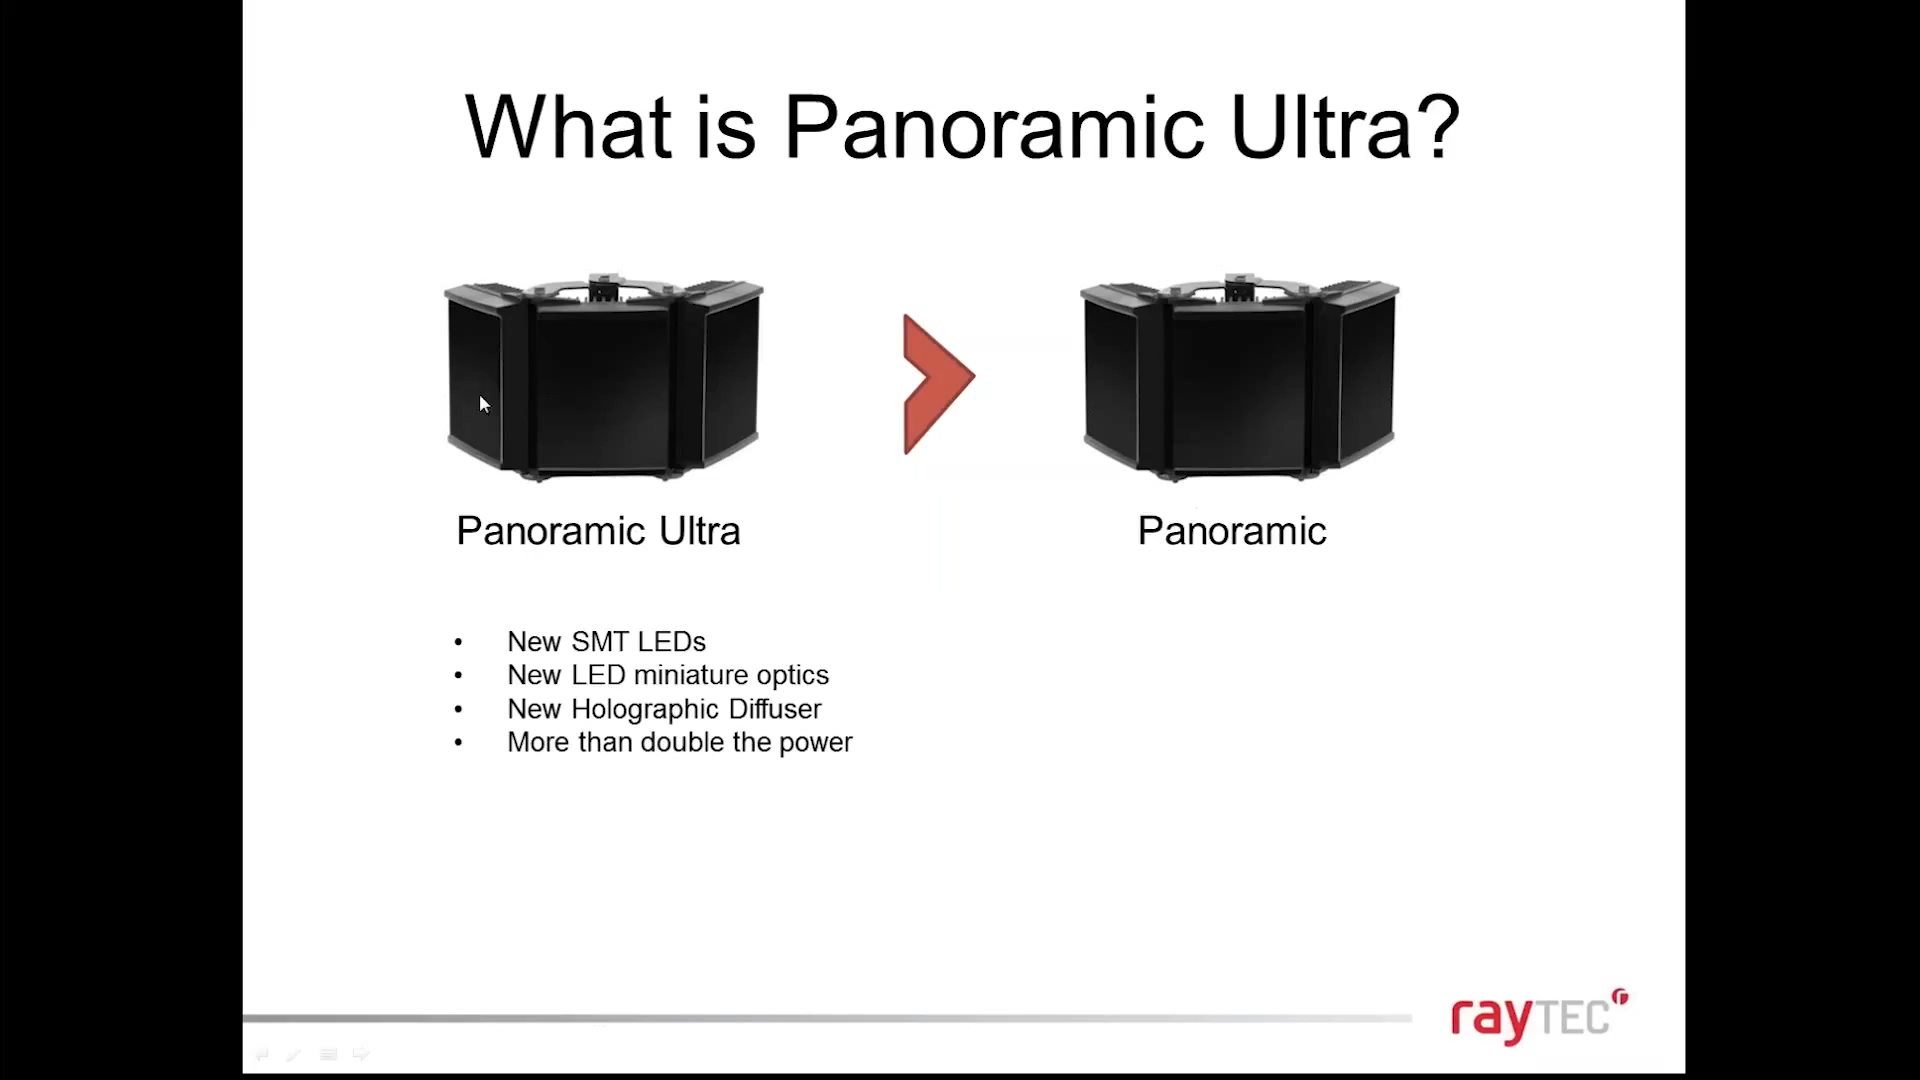 What is Panoramic Ultra?
Panoramic Ultra
Panoramic
• New SMT LEDs
• New LED miniature optics
• New Holographic Diffuser
• More than double the power
rayTEC